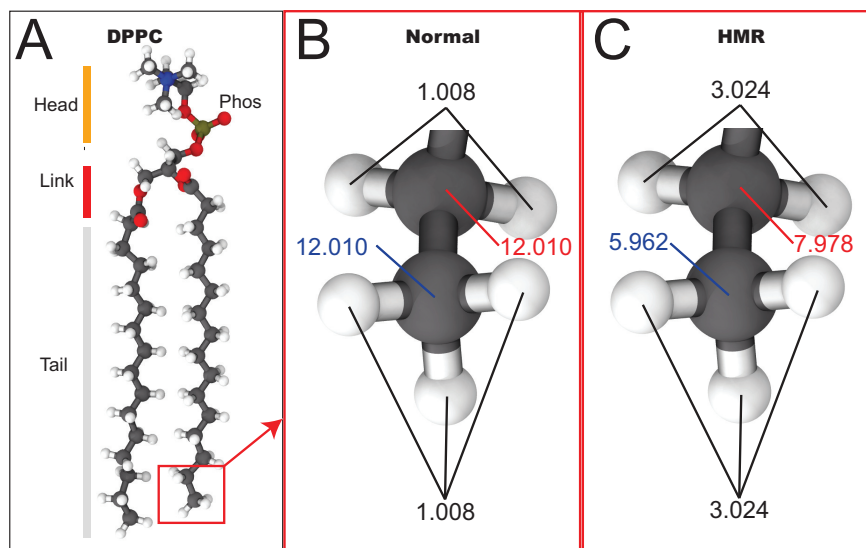 A
DPPC
Head
Phos
Link
Tail
B
Normal
1.008
12.010
12.010
1.008
C
HMR
3.024
5.962
7.978
3.024